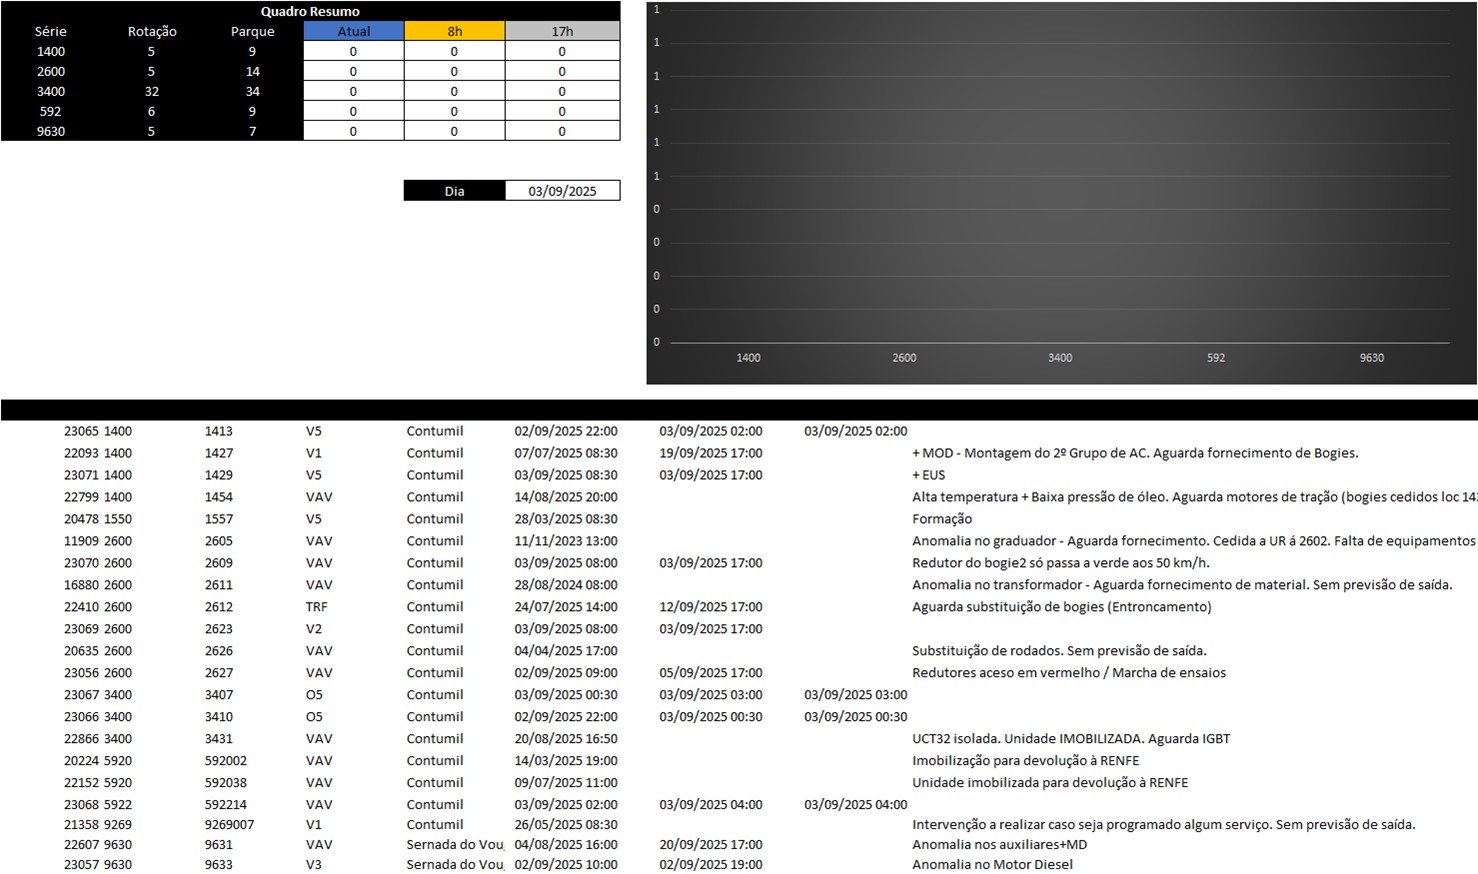 Quadro Resumo
Série Rotação Parque Atual 8h 17h
1400 5 9 0 0 0
2600 5 14 0 0 0
3400 32 34 0 0 0
592 6 9 0 0 0
9630 5 7 0 0 0
Dia 03/09/2025
1
1
1
1
1
1
0
0
0
0
0
1400 2600 3400 592 9630
23065 1400 1413 V5 Contumil 02/09/2025 22:00 03/09/2025 02:00 03/09/2025 02:00
22093 1400 1427 V1 Contumil 07/07/2025 08:30 19/09/2025 17:00 + MOD - Montagem do 2º Grupo de AC. Aguarda fornecimento de Bogies.
23071 1400 1429 V5 Contumil 03/09/2025 08:30 03/09/2025 17:00 + EUS
22799 1400 1454 VAV Contumil 14/08/2025 20:00 Alta temperatura + Baixa pressão de óleo. Aguarda motores de tração (bogies cedidos loc
20478 1550 1557 V5 Contumil 28/03/2025 08:30 Formação
11909 2600 2605 VAV Contumil 11/11/2023 13:00 Anomalia no graduador - Aguarda fornecimento. Cedida a UR á 2602. Falta de equipamentos
23070 2600 2609 VAV Contumil 03/09/2025 08:00 03/09/2025 17:00 Redutor do bogie2 só passa a verde aos 50 km/h.
16880 2600 2611 VAV Contumil 28/08/2024 08:00 Anomalia no transformador - Aguarda fornecimento de material. Sem previsão de saída.
22410 2600 2612 TRF Contumil 24/07/2025 14:00 12/09/2025 17:00 Aguarda substituição de bogies (Entroncamento)
23069 2600 2623 V2 Contumil 03/09/2025 08:00 03/09/2025 17:00
20635 2600 2626 VAV Contumil 04/04/2025 17:00 Substituição de rodados. Sem previsão de saída.
23056 2600 2627 VAV Contumil 02/09/2025 09:00 05/09/2025 17:00 Redutores aceso em vermelho / Marcha de ensaios
23067 3400 3407 O5 Contumil 03/09/2025 00:30 03/09/2025 03:00 03/09/2025 03:00
23066 3400 3410 O5 Contumil 02/09/2025 22:00 03/09/2025 00:30 03/09/2025 00:30
22866 3400 3431 VAV Contumil 20/08/2025 16:50 UCT32 isolada. Unidade IMOBILIZADA. Aguarda IGBT
20224 5920 592002 VAV Contumil 14/03/2025 19:00 Imobilização para devolução à RENFE
22152 5920 592038 VAV Contumil 09/07/2025 11:00 Unidade imobilizada para devolução à RENFE
23068 5922 592214 VAV Contumil 03/09/2025 02:00 03/09/2025 04:00 03/09/2025 04:00
21358 9269 9269007 V1 Contumil 26/05/2025 08:30 Intervenção a realizar caso seja programado algum serviço. Sem previsão de saída.
22607 9630 9631 VAV Sernada do Vou 04/08/2025 16:00 20/09/2025 17:00 Anomalia nos auxiliares+MD
23057 9630 9633 V3 Sernada do Vou 02/09/2025 10:00 02/09/2025 19:00 Anomalia no Motor Diesel